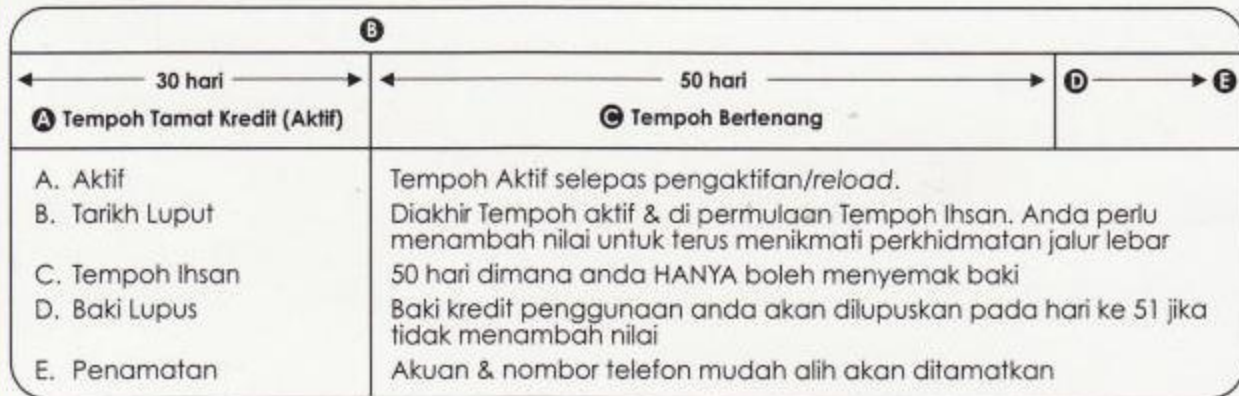 B
30 hari 50 hari D E
A Tempoh Tamat Kredit (Aktif) C Tempoh Bertenang
A. Aktif Tempoh Aktif selepas pengaktifan/reload.
B. Tarikh Luput Diakhir Tempoh aktif & di permulaan Tempoh Ihsan. Anda perlu
menambah nilai untuk terus menikmati perkhidmatan jalur lebar
C. Tempoh Ihsan 50 hari dimana anda HANYA boleh menyemak baki
D. Baki Lupus Baki kredit penggunaan anda akan dilupuskan pada hari ke 51 jika
tidak menambah nilai
E. Penamatan Akuan & nombor telefon mudah alih akan ditamatkan